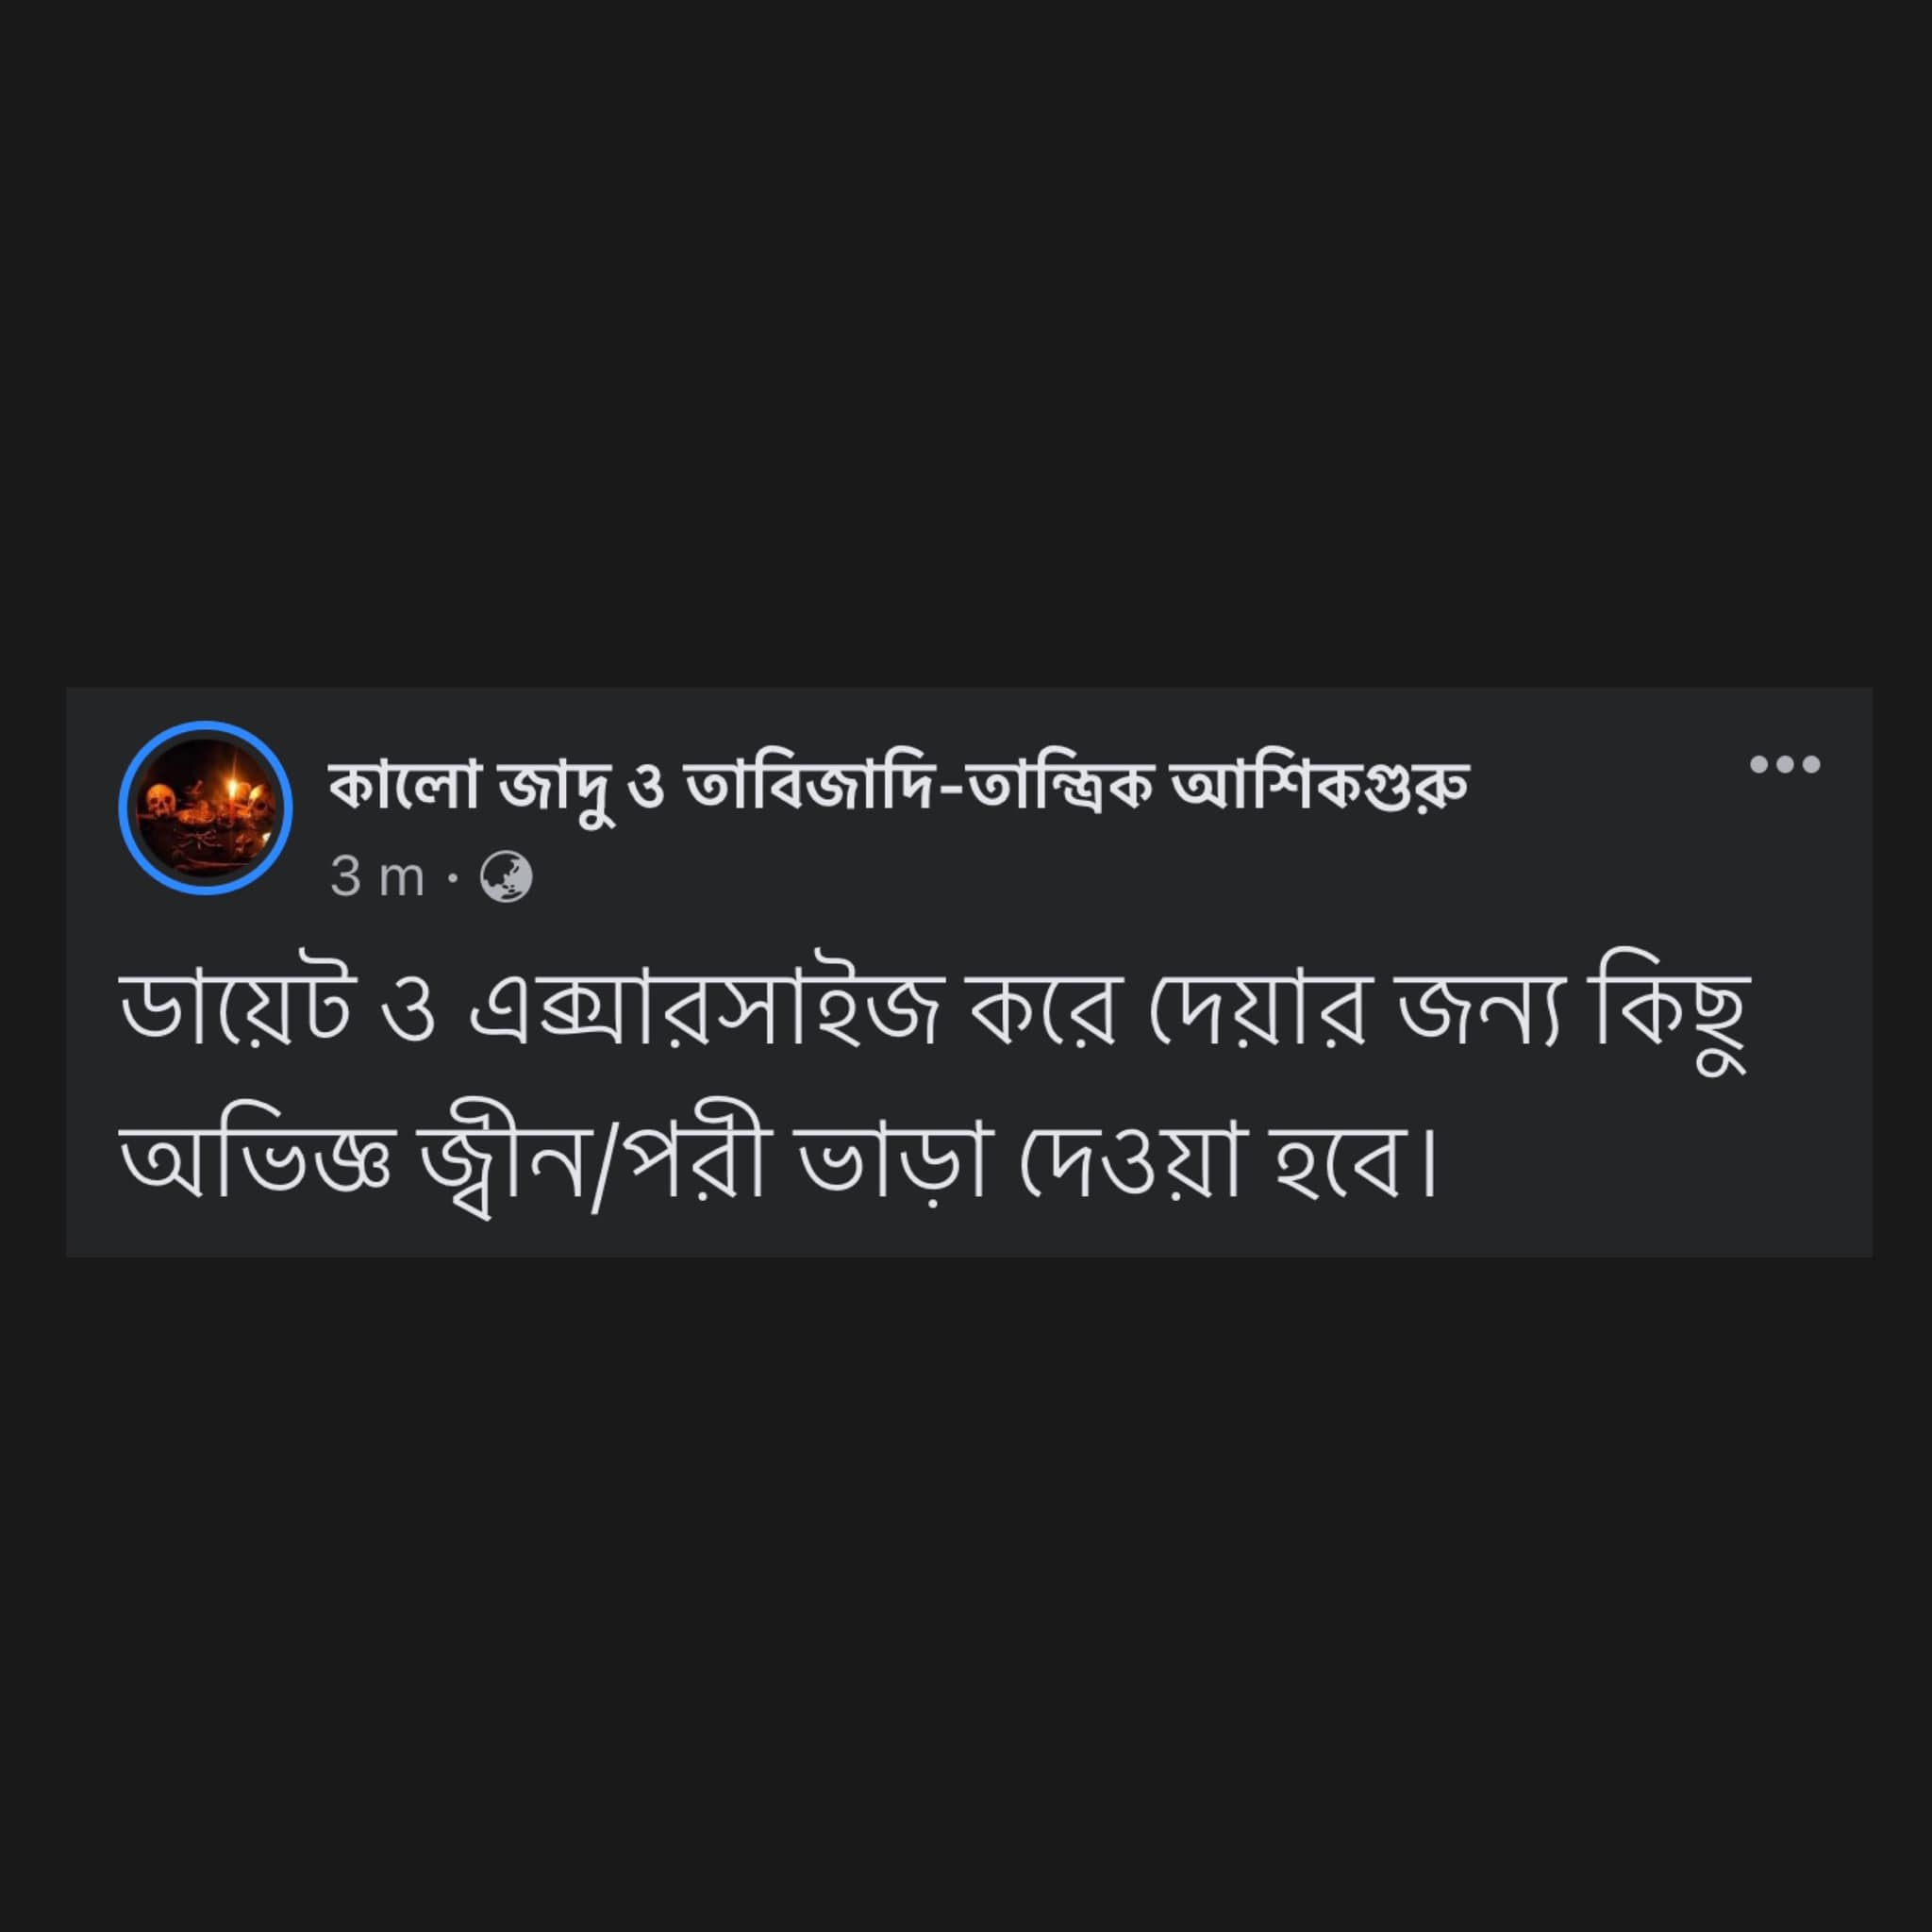 কালো জাদু ও তাবিজাদি-তান্ত্রিক আশিকগুরু
3 m ·
ডায়েট ও এক্সারসাইজ করে দেয়ার জন্য কিছু
অভিজ্ঞ জ্বীন/পরী ভাড়া দেওয়া হবে।